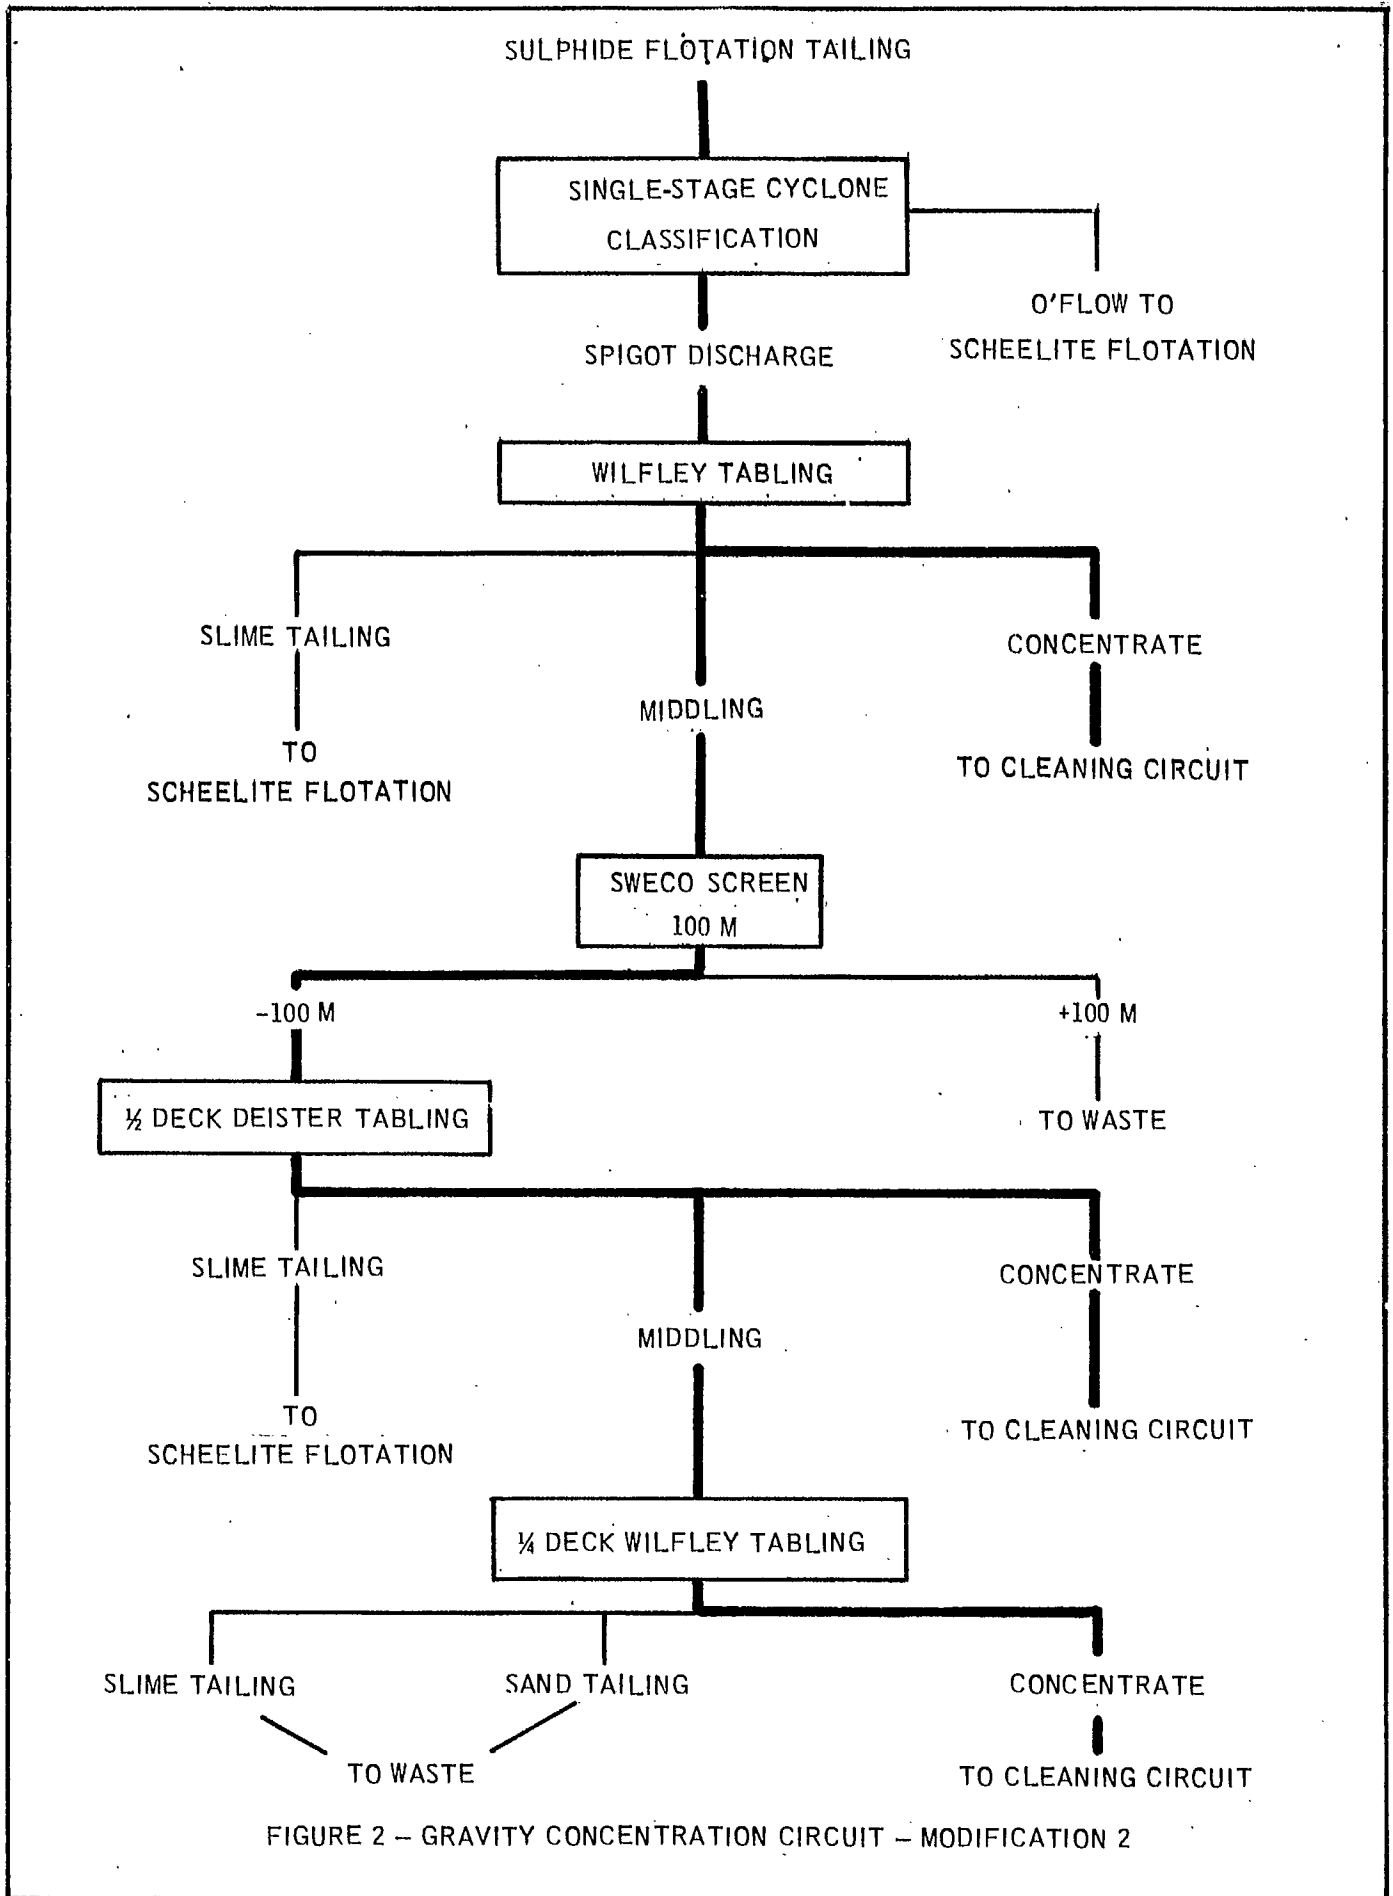 SULPHIDE FLOTATION TAILING
SINGLE-STAGE CYCLONE
CLASSIFICATION
O'FLOW TO
SCHEELITE FLOTATION
SPIGOT DISCHARGE
WILFLEY TABLING
SLIME TAILING
CONCENTRATE
MIDDLING
TO
SCHEELITE FLOTATION
TO CLEANING CIRCUIT
SWECO SCREEN
100 M
-100 M
+100 M
½ DECK DEISTER TABLING
TO WASTE
SLIME TAILING
CONCENTRATE
MIDDLING
TO
SCHEELITE FLOTATION
TO CLEANING CIRCUIT
¼ DECK WILFLEY TABLING
SLIME TAILING
SAND TAILING
CONCENTRATE
TO WASTE
TO CLEANING CIRCUIT
FIGURE 2 – GRAVITY CONCENTRATION CIRCUIT – MODIFICATION 2